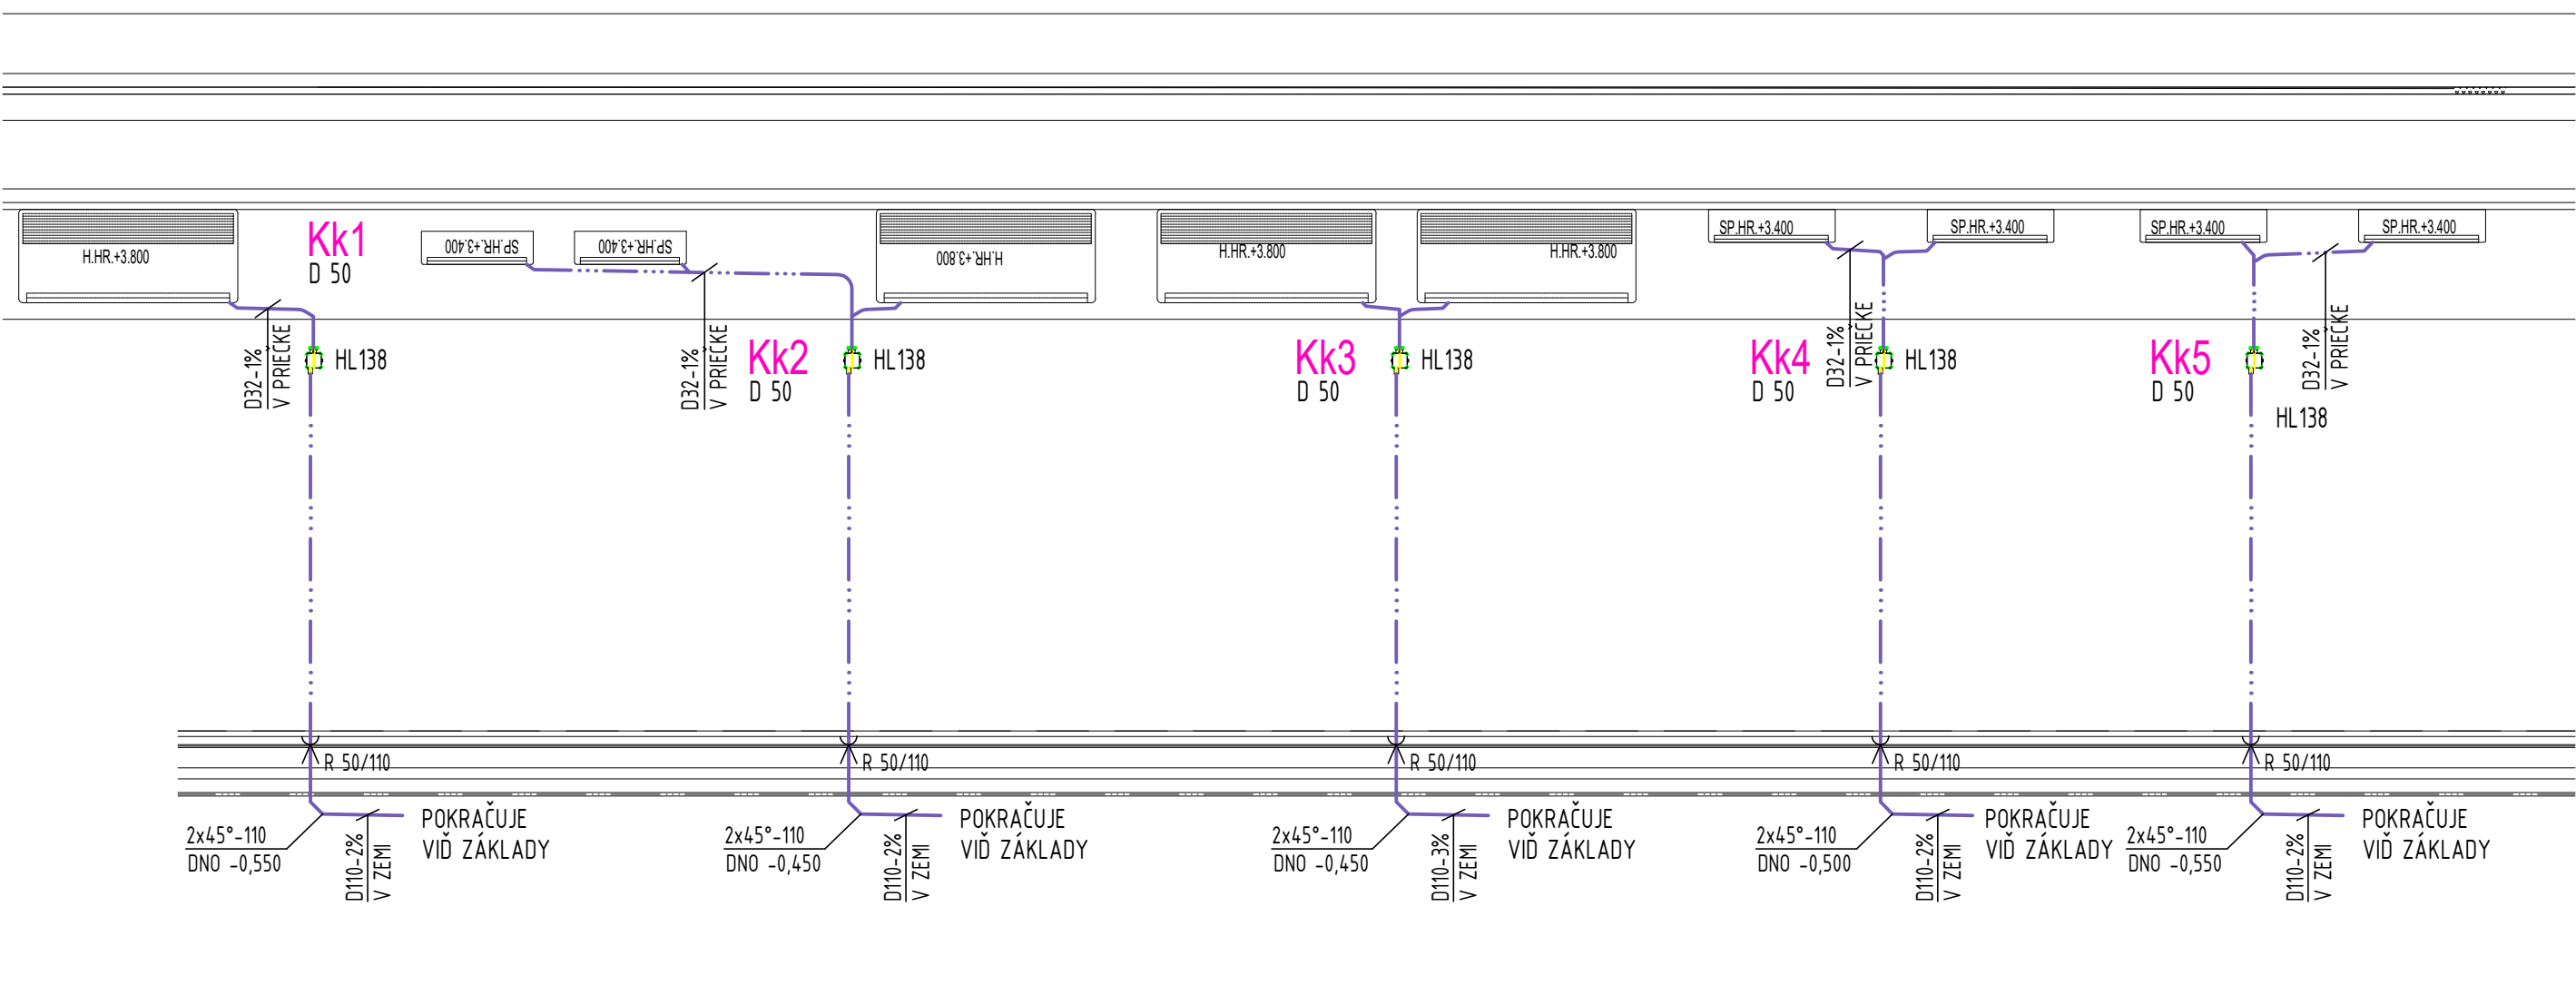 H.HR.+3.800
Kk1
D 50
D32-1%
V PRIEČKE
HL138
SP.HR.+3.400
SP.HR.+3.400
D32-1%
V PRIEČKE
Kk2
D 50
HL138
H.HR.+3.800
H.HR.+3.800
H.HR.+3.800
Kk3
D 50
HL138
SP.HR.+3.400
SP.HR.+3.400
Kk4
D 50
D32-1%
V PRIEČKE
HL138
SP.HR.+3.400
SP.HR.+3.400
Kk5
D 50
D32-1%
V PRIEČKE
HL138
R 50/110
R 50/110
R 50/110
R 50/110
R 50/110
2x45°-110
DNO -0,550
D110-2%
V ZEMI
POKRAČUJE
VIĎ ZÁKLADY
2x45°-110
DNO -0,450
D110-2%
V ZEMI
POKRAČUJE
VIĎ ZÁKLADY
2x45°-110
DNO -0,450
D110-3%
V ZEMI
POKRAČUJE
VIĎ ZÁKLADY
2x45°-110
DNO -0,500
D110-2%
V ZEMI
POKRAČUJE
VIĎ ZÁKLADY
2x45°-110
DNO -0,550
D110-2%
V ZEMI
POKRAČUJE
VIĎ ZÁKLADY